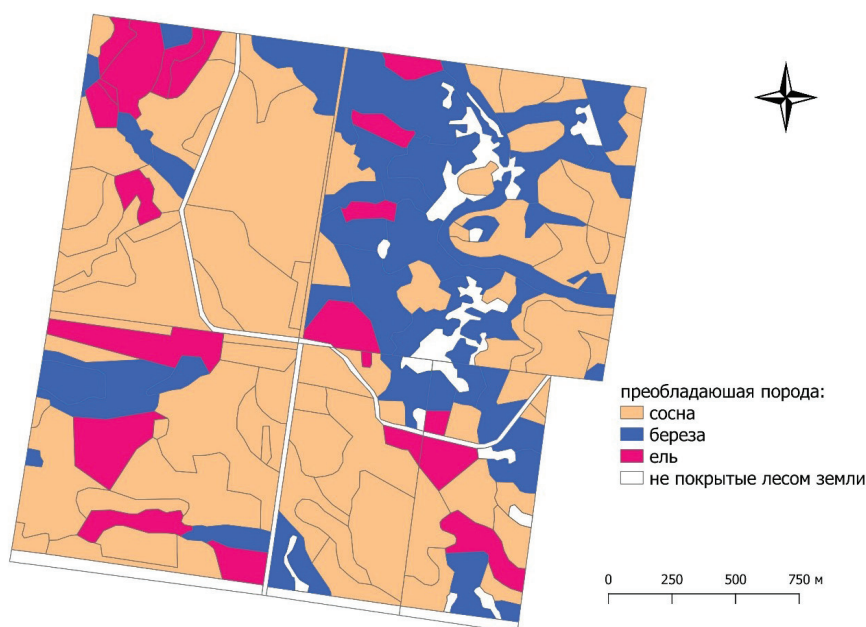 преобладаюшая порода:
сосна
береза
ель
не покрытые лесом земли
0 250 500 750 м